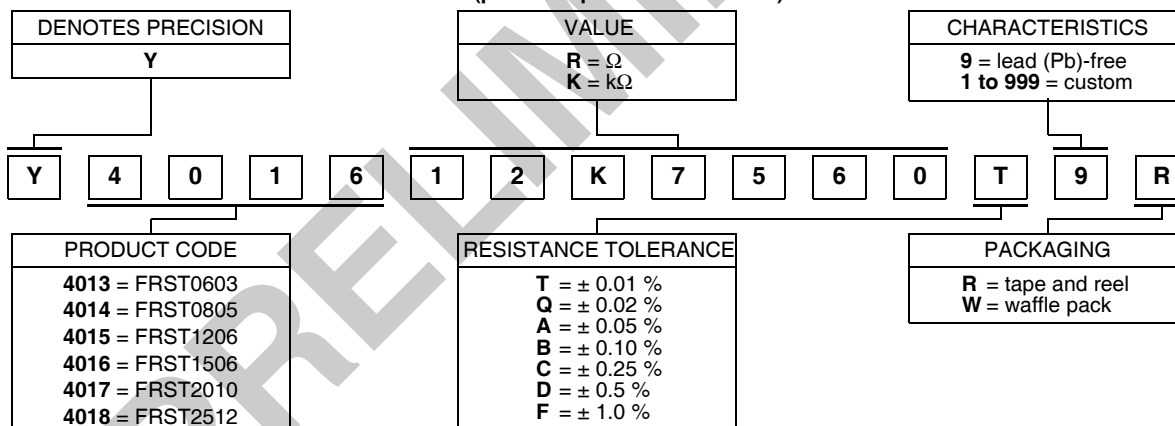 DENOTES PRECISION
Y
VALUE
R = Ω
K = kΩ
CHARACTERISTICS
9 = lead (Pb)-free
1 to 999 = custom
Y 4 0 1 6 1 2 K 7 5 6 0 T 9 R
PRODUCT CODE
4013 = FRST0603
4014 = FRST0805
4015 = FRST1206
4016 = FRST1506
4017 = FRST2010
4018 = FRST2512
RESISTANCE TOLERANCE
T = ± 0.01 %
Q = ± 0.02 %
A = ± 0.05 %
B = ± 0.10 %
C = ± 0.25 %
D = ± 0.5 %
F = ± 1.0 %
PACKAGING
R = tape and reel
W = waffle pack
PRELIM